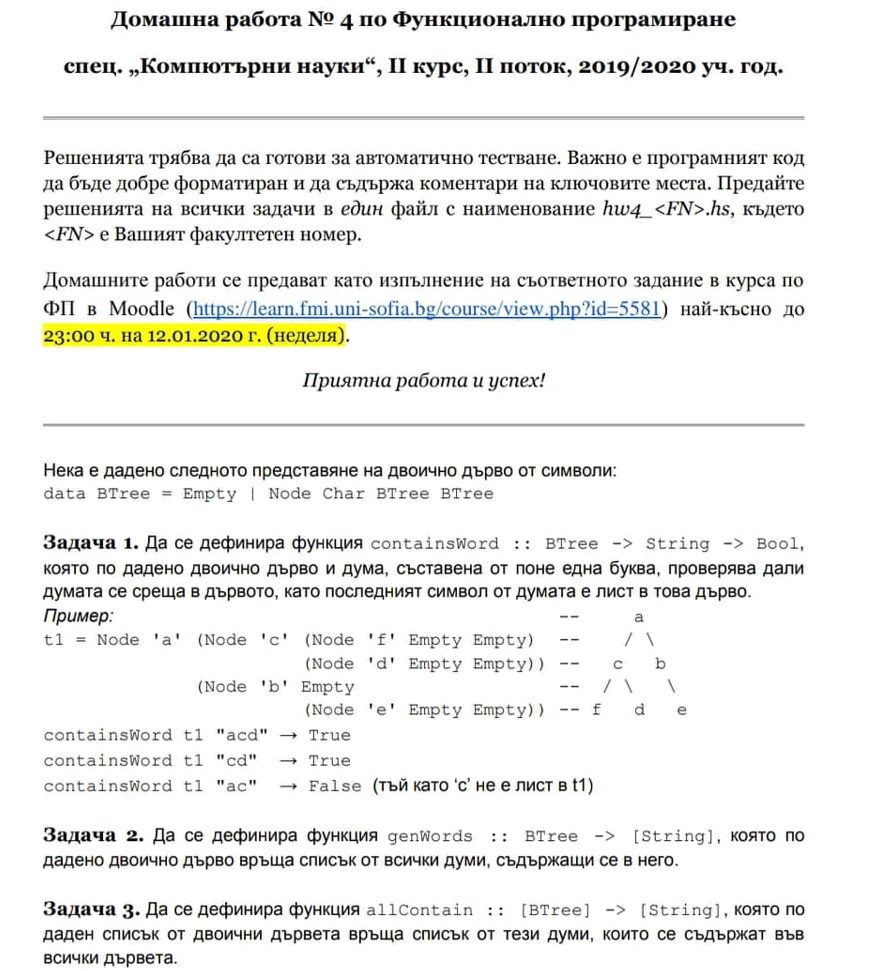 Домашна работа № 4 по Функционално програмиране
спец. „Компютърни науки“, II курс, II поток, 2019/2020 уч. год.
Решенията трябва да са готови за автоматично тестване. Важно е програмният код
да бъде добре форматиран и да съдържа коментари на ключовите места. Предайте
решенията на всички задачи в един файл с наименование hw4_<FN>.hs, където
<FN> е Вашият факултетен номер.
Домашните работи се предават като изпълнение на съответното задание в курса по
ФП в Moodle (https://learn.fmi.uni-sofia.bg/course/view.php?id=5581) най-късно до
23:00 ч. на 12.01.2020 г. (неделя).
Приятна работа и успех!
Нека е дадено следното представяне на двоично дърво от символи:
data BTree = Empty | Node Char BTree BTree
Задача 1. Да се дефинира функция containsWord :: BTree -> String -> Bool,
която по дадено двоично дърво и дума, съставена от поне една буква, проверява дали
думата се среща в дървото, като последният символ от думата е лист в това дърво.
Пример: -- a
t1 = Node 'a' (Node 'c' (Node 'f' Empty Empty) -- / \
(Node 'd' Empty Empty)) -- c b
(Node 'b' Empty -- / \ \
(Node 'e' Empty Empty)) -- f d e
containsWord t1 "acd" → True
containsWord t1 "cd" → True
containsWord t1 "ac" → False (тъй като ‘c’ не е лист в t1)
Задача 2. Да се дефинира функция genWords :: BTree -> [String], която по
дадено двоично дърво връща списък от всички думи, съдържащи се в него.
Задача 3. Да се дефинира функция allContain :: [BTree] -> [String], която по
даден списък от двоични дървета връща списък от тези думи, които се съдържат във
всички дървета.